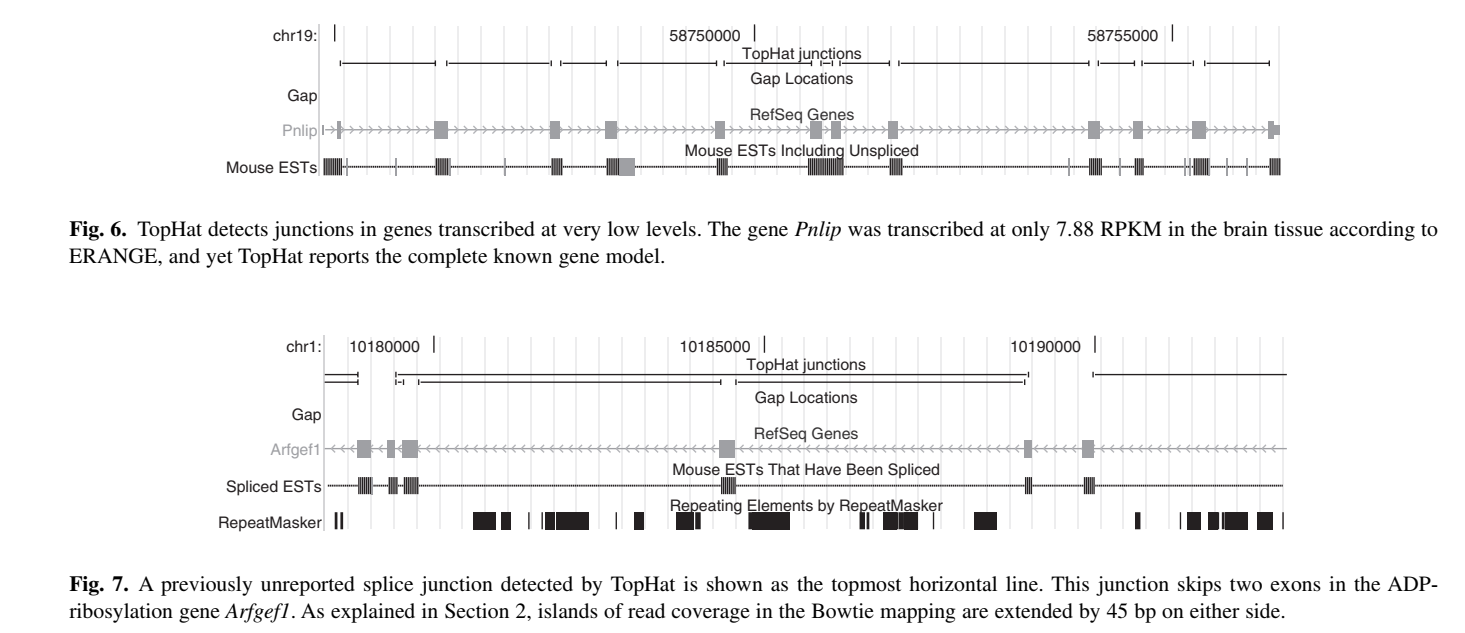 chr19: 58750000 58755000
TopHat junctions
Gap Locations
Gap
RefSeq Genes
Pnlip
Mouse ESTs Including Unspliced
Mouse ESTs
Fig. 6. TopHat detects junctions in genes transcribed at very low levels. The gene Pnlip was transcribed at only 7.88 RPKM in the brain tissue according to
ERANGE, and yet TopHat reports the complete known gene model.
chr1: 10180000 10185000 10190000
TopHat junctions
Gap Locations
Gap
RefSeq Genes
Arfgef1
Mouse ESTs That Have Been Spliced
Spliced ESTs
Repeating Elements by RepeatMasker
RepeatMasker
Fig. 7. A previously unreported splice junction detected by TopHat is shown as the topmost horizontal line. This junction skips two exons in the ADP-
ribosylation gene Arfgef1. As explained in Section 2, islands of read coverage in the Bowtie mapping are extended by 45 bp on either side.